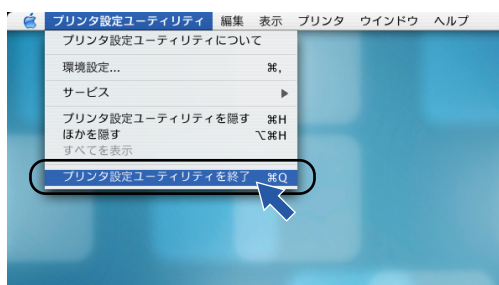 プリンタ設定ユーティリティ 編集 表示 プリンタ ウインドウ ヘルプ
プリンタ設定ユーティリティについて
環境設定... ⌘,
サービス ▶
プリンタ設定ユーティリティを隠す ⌘H
ほかを隠す ⌥⌘H
すべてを表示
プリンタ設定ユーティリティを終了 ⌘Q